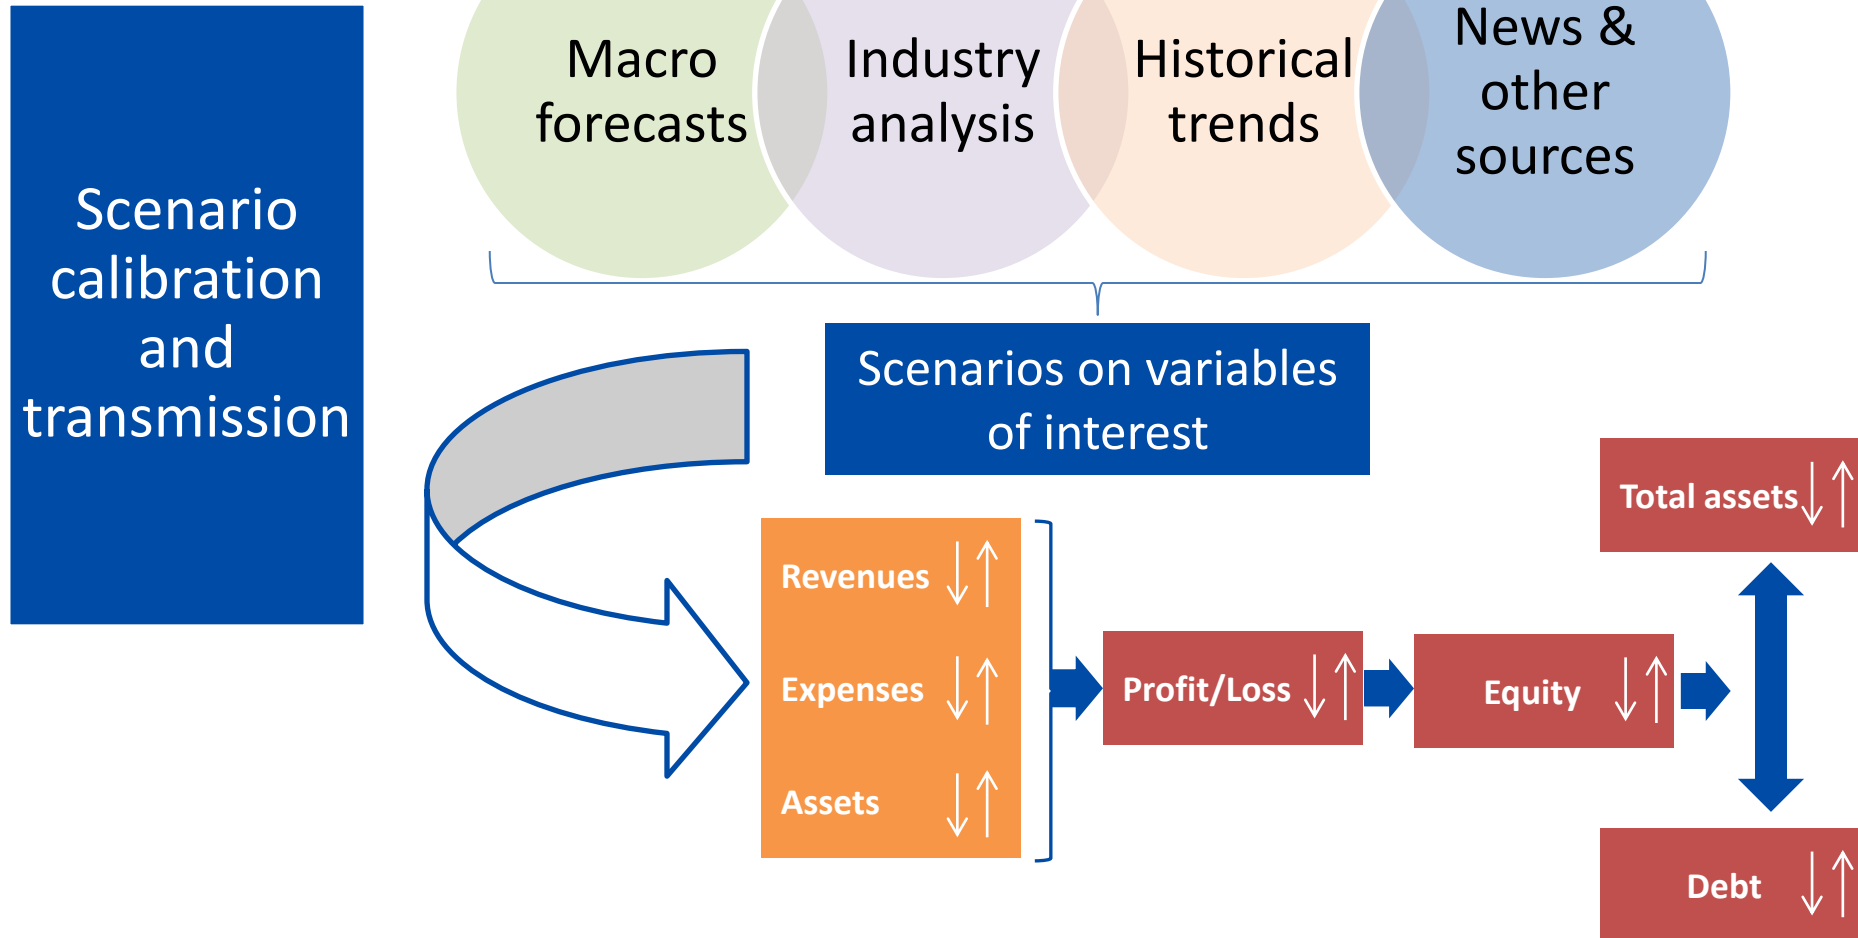 Scenario
calibration
and
transmission
Macro
forecasts
Industry
analysis
Historical
trends
News &
other
sources
Scenarios on variables
of interest
Revenues
Expenses
Assets
Profit/Loss
Equity
Total assets
Debt